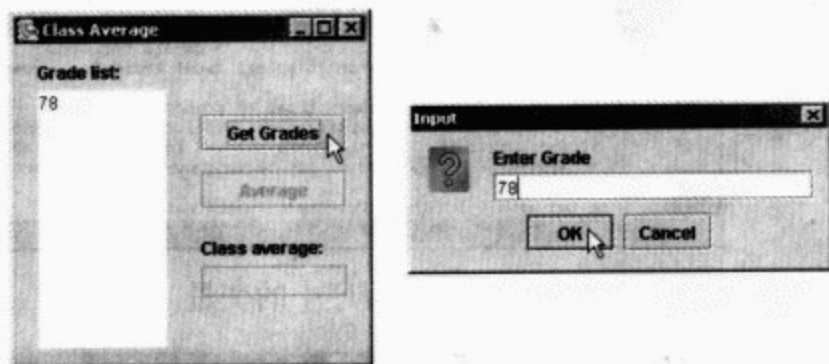 Class Average
Grade list:
78
Get Grades
Average
Class average:
Input
Enter Grade
78
OK
Cancel